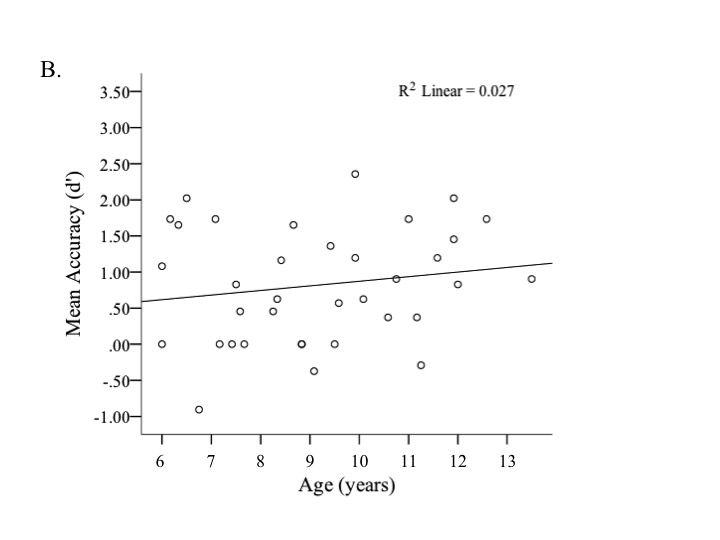 B.
R² Linear = 0.027
3.50
3.00
2.50
2.00
1.50
1.00
.50
.00
-.50
-1.00
Mean Accuracy (d')
6 7 8 9 10 11 12 13
Age (years)